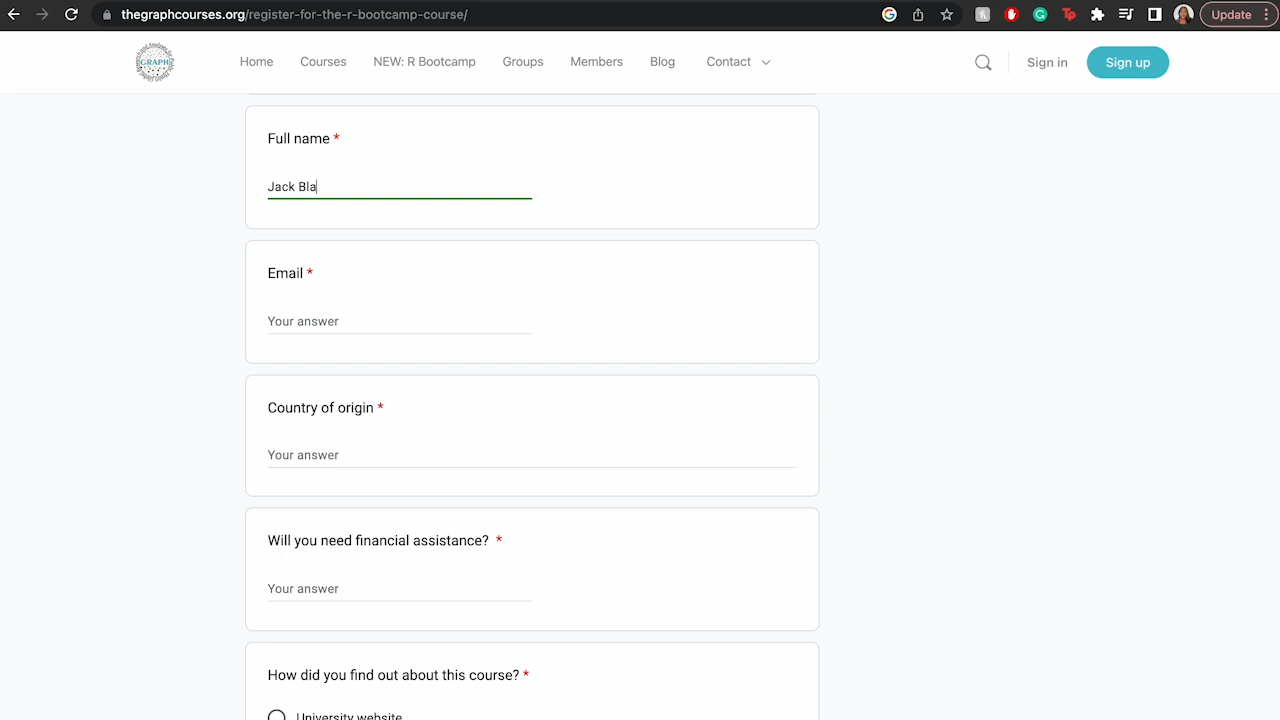 thegraphcourses.org/register-for-the-r-bootcamp-course/
Update
GRAPH
Home Courses NEW: R Bootcamp Groups Members Blog Contact Sign in Sign up
Full name *
Jack Bla
Email *
Your answer
Country of origin *
Your answer
Will you need financial assistance? *
Your answer
How did you find out about this course? *
University website